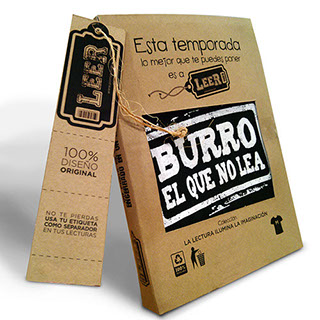 LEER
100%
DISEÑO
ORIGINAL
NO TE PIERDAS
USA TU ETIQUETA
COMO SEPARADOR
EN TUS LECTURAS
Esta temporada
lo mejor que te puedes poner
es a
LEERÓ
BURRO
EL QUE NO LEA
Colección
LA LECTURA ILUMINA LA IMAGINACIÓN